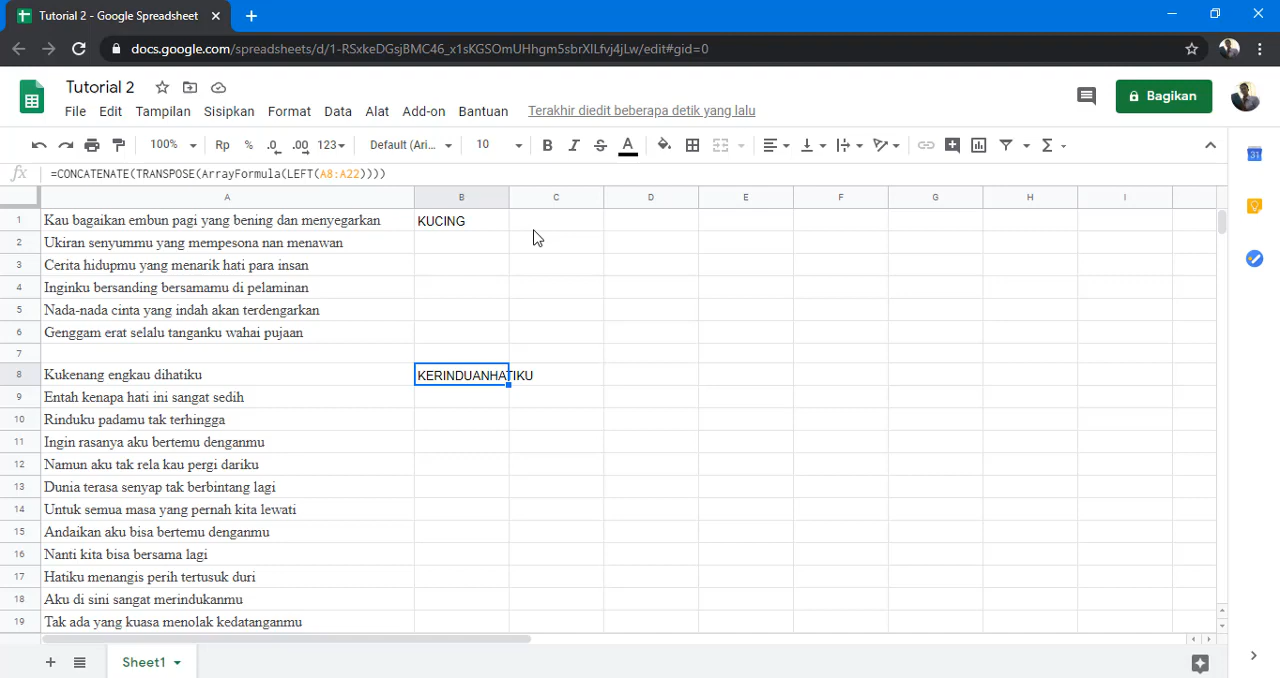 Tutorial 2 - Google Spreadsheet
docs.google.com/spreadsheets/d/1-RSxkeDGsjBMC46_x1sKGSOmUHhgm5sbrXILfvj4jLw/edit#gid=0
Tutorial 2
File Edit Tampilan Sisipkan Format Data Alat Add-on Bantuan Terakhir diedit beberapa detik yang lalu
Bagikan
100% Rp % .0 .00 123 Default (Ari... 10 B I S A Σ
31
fx =CONCATENATE(TRANSPOSE(ArrayFormula(LEFT(A8:A22))))
A B C D E F G H I
1 Kau bagaikan embun pagi yang bening dan menyegarkan KUCING
2 Ukiran senyummu yang mempesona nan menawan
3 Cerita hidupmu yang menarik hati para insan
4 Inginku bersanding bersamamu di pelaminan
5 Nada-nada cinta yang indah akan terdengarkan
6 Genggam erat selalu tanganku wahai pujaan
7
8 Kukenang engkau dihatiku KERINDUANHATIKU
9 Entah kenapa hati ini sangat sedih
10 Rinduku padamu tak terhingga
11 Ingin rasanya aku bertemu denganmu
12 Namun aku tak rela kau pergi dariku
13 Dunia terasa senyap tak berbintang lagi
14 Untuk semua masa yang pernah kita lewati
15 Andaikan aku bisa bertemu denganmu
16 Nanti kita bisa bersama lagi
17 Hatiku menangis perih tertusuk duri
18 Aku di sini sangat merindukanmu
19 Tak ada yang kuasa menolak kedatanganmu
Sheet1